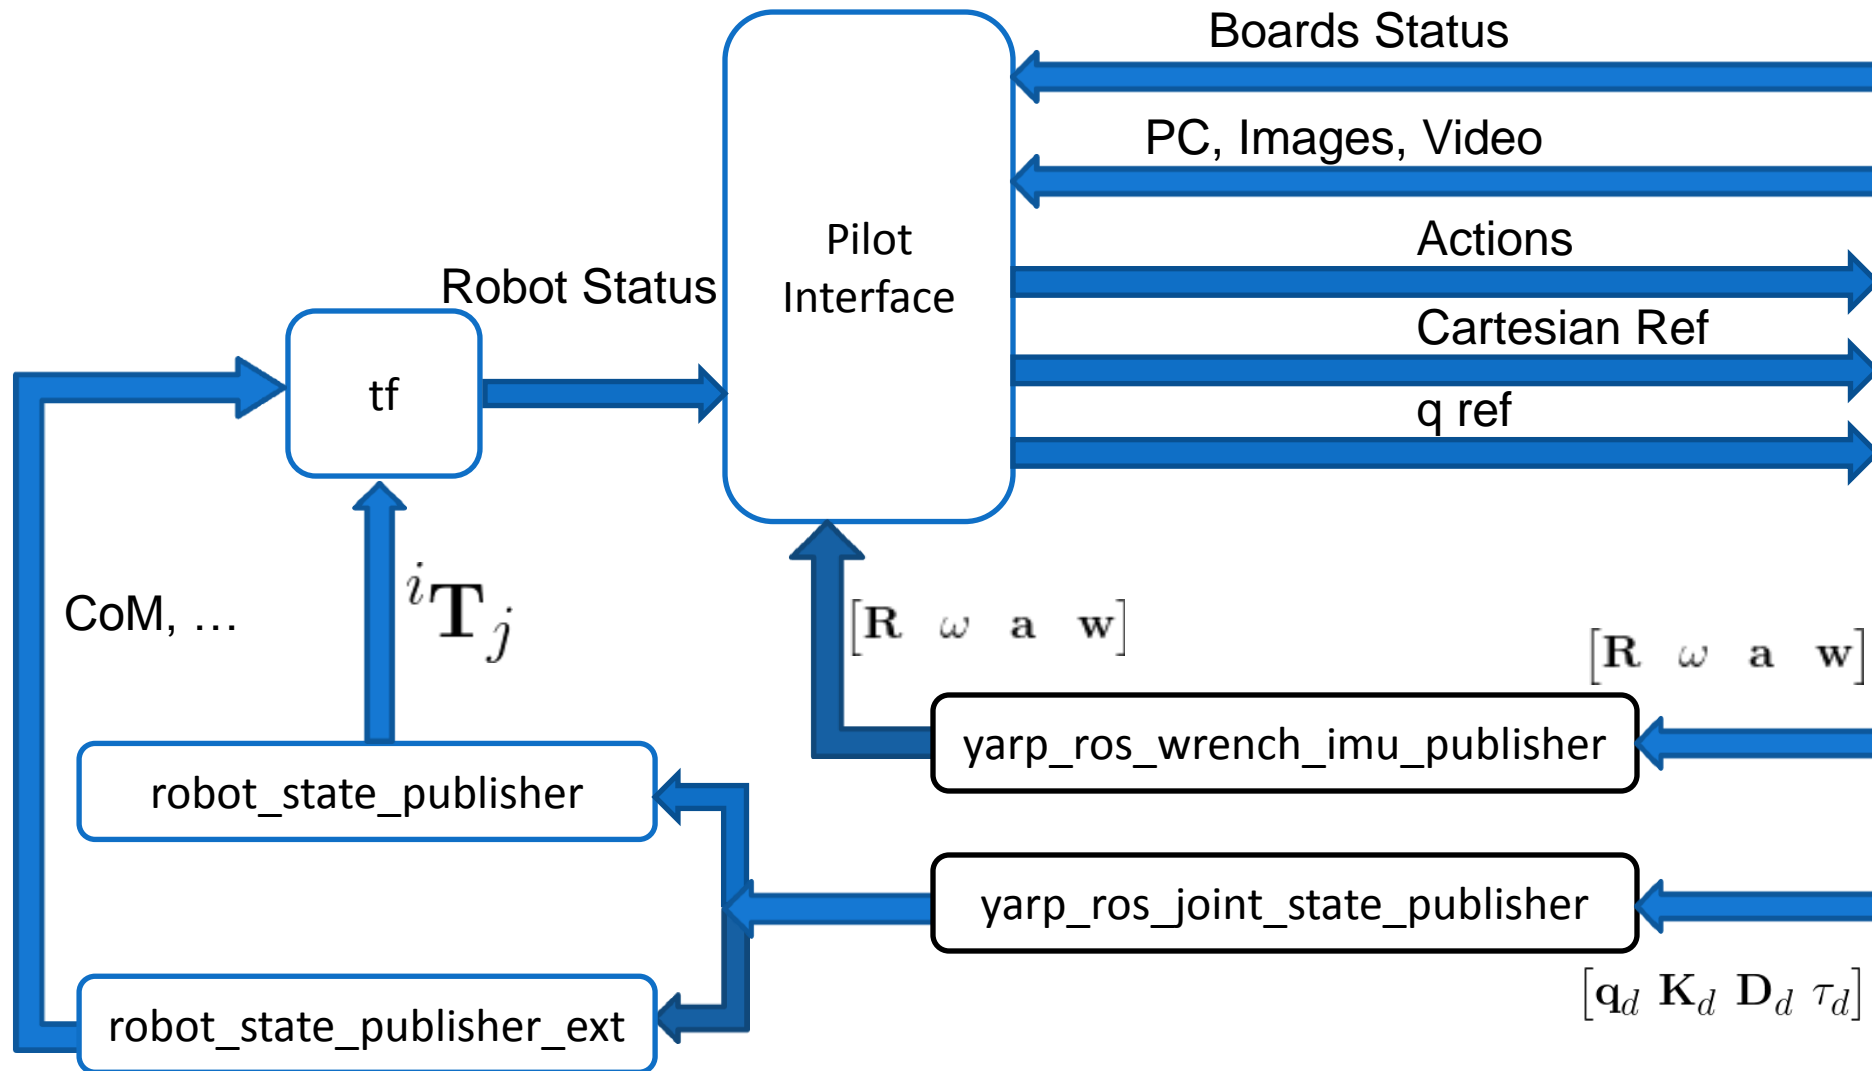 Boards Status
PC, Images, Video
Pilot
Interface
Actions
Robot Status
Cartesian Ref
tf
q ref
CoM, …
$^{i}\mathbf{T}_{j}$
[R ω a w]
[R ω a w]
yarp_ros_wrench_imu_publisher
robot_state_publisher
yarp_ros_joint_state_publisher
[q_d K_d D_d τ_d]
robot_state_publisher_ext